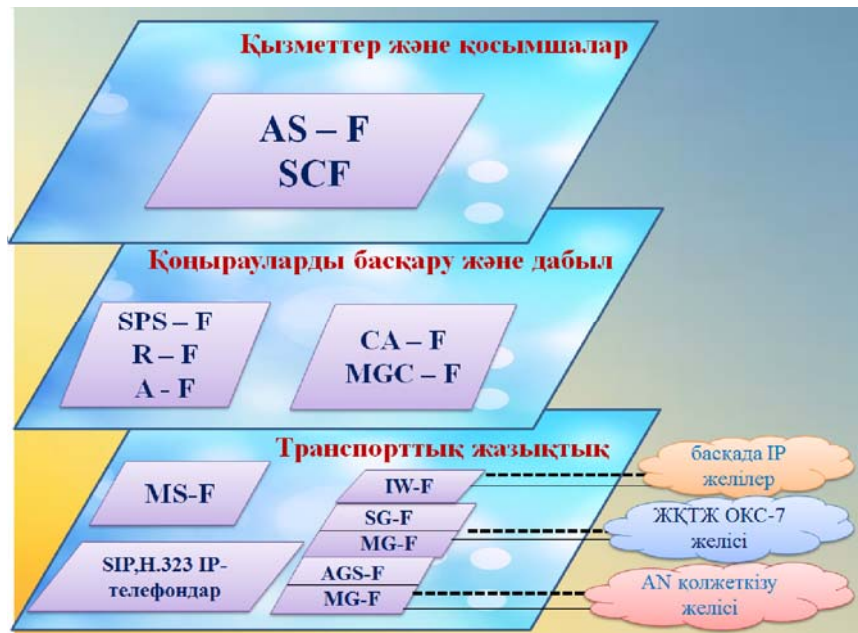 Қызметтер және қосымшалар
AS – F
SCF
Қоңырауларды басқару және дабыл
SPS – F
R – F
A - F
CA – F
MGC – F
Транспорттық жазықтық
MS-F
SIP,H.323 IP-
телефондар
IW-F
SG-F
MG-F
AGS-F
MG-F
басқада IP
желілер
ЖҚТЖ ОКС-7
желісі
AN қолжеткізу
желісі